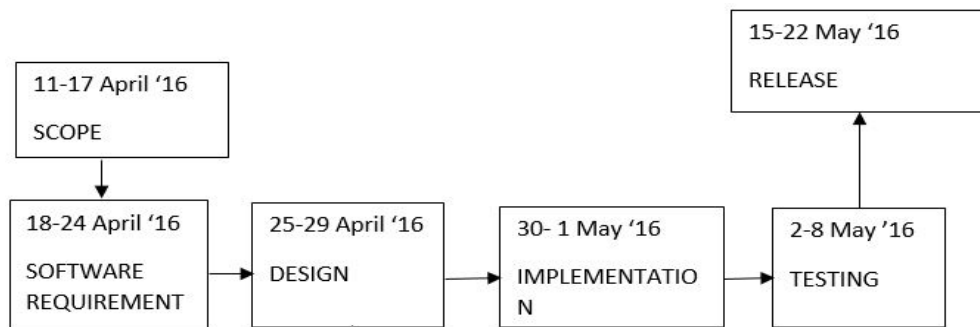 15-22 May '16
RELEASE
11-17 April ‘16
SCOPE
18-24 April ‘16
SOFTWARE
REQUIREMENT
25-29 April ‘16
DESIGN
30- 1 May ‘16
IMPLEMENTATIO
N
2-8 May ’16
TESTING